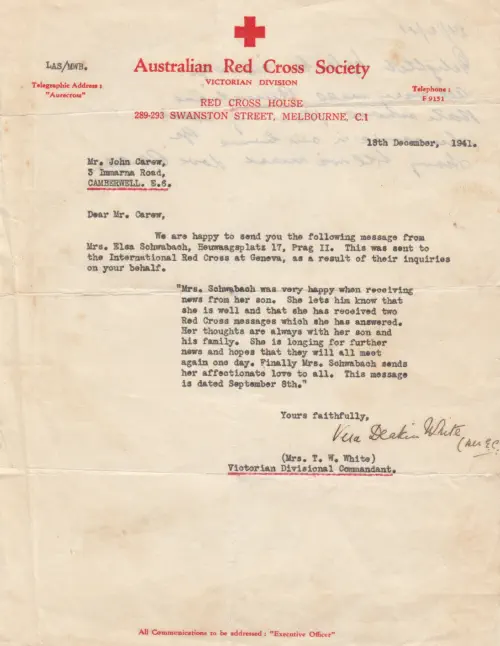 LAS/MWB.
Australian Red Cross Society
VICTORIAN DIVISION
Telegraphic Address :
"Aurecross"
RED CROSS HOUSE
Telephone :
F 9151
289-293 SWANSTON STREET, MELBOURNE, C.1
15th December, 1941.
Mr. John Carew,
3 Immarna Road,
CAMBERWELL. E.6.
Dear Mr. Carew,
We are happy to send you the following message from
Mrs. Elsa Schwabach, Heuwaagsplatz 17, Prag II. This was sent to
the International Red Cross at Geneva, as a result of their inquiries
on your behalf.
"Mrs. Schwabach was very happy when receiving
news from her son. She lets him know that
she is well and that she has received two
Red Cross messages which she has answered.
Her thoughts are always with her son and
his family. She is longing for further
news and hopes that they will all meet
again one day. Finally Mrs. Schwabach sends
her affectionate love to all. This message
is dated September 8th."
Yours faithfully,
Vera Deakin White
(Mrs. T. W. White)
Victorian Divisional Commandant.
All Communications to be addressed : "Executive Officer"